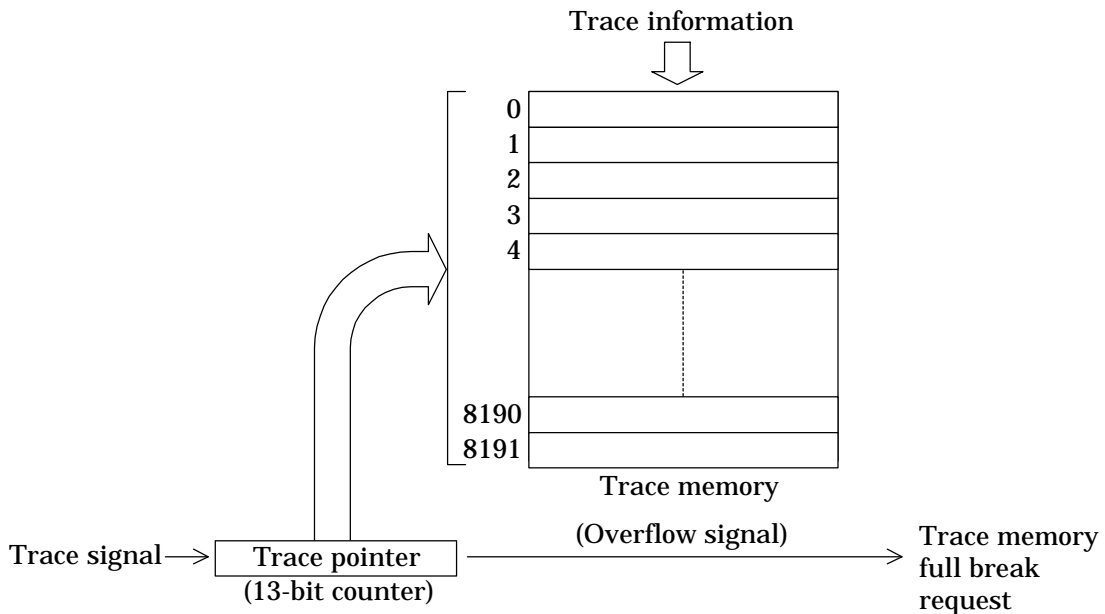 Trace information
0
1
2
3
4
8190
8191
Trace memory
(Overflow signal)
Trace signal
Trace pointer
(13-bit counter)
Trace memory
full break
request